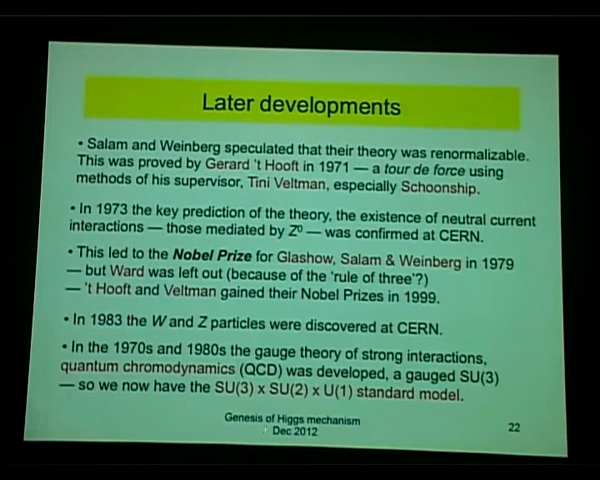 Later developments
• Salam and Weinberg speculated that their theory was renormalizable.
This was proved by Gerard 't Hooft in 1971 — a tour de force using
methods of his supervisor, Tini Veltman, especially Schoonship.
• In 1973 the key prediction of the theory, the existence of neutral current
interactions — those mediated by Z⁰ — was confirmed at CERN.
• This led to the Nobel Prize for Glashow, Salam & Weinberg in 1979
— but Ward was left out (because of the 'rule of three'?)
— 't Hooft and Veltman gained their Nobel Prizes in 1999.
• In 1983 the W and Z particles were discovered at CERN.
• In the 1970s and 1980s the gauge theory of strong interactions,
quantum chromodynamics (QCD) was developed, a gauged SU(3)
— so we now have the SU(3) x SU(2) x U(1) standard model.
Genesis of Higgs mechanism
Dec 2012
22